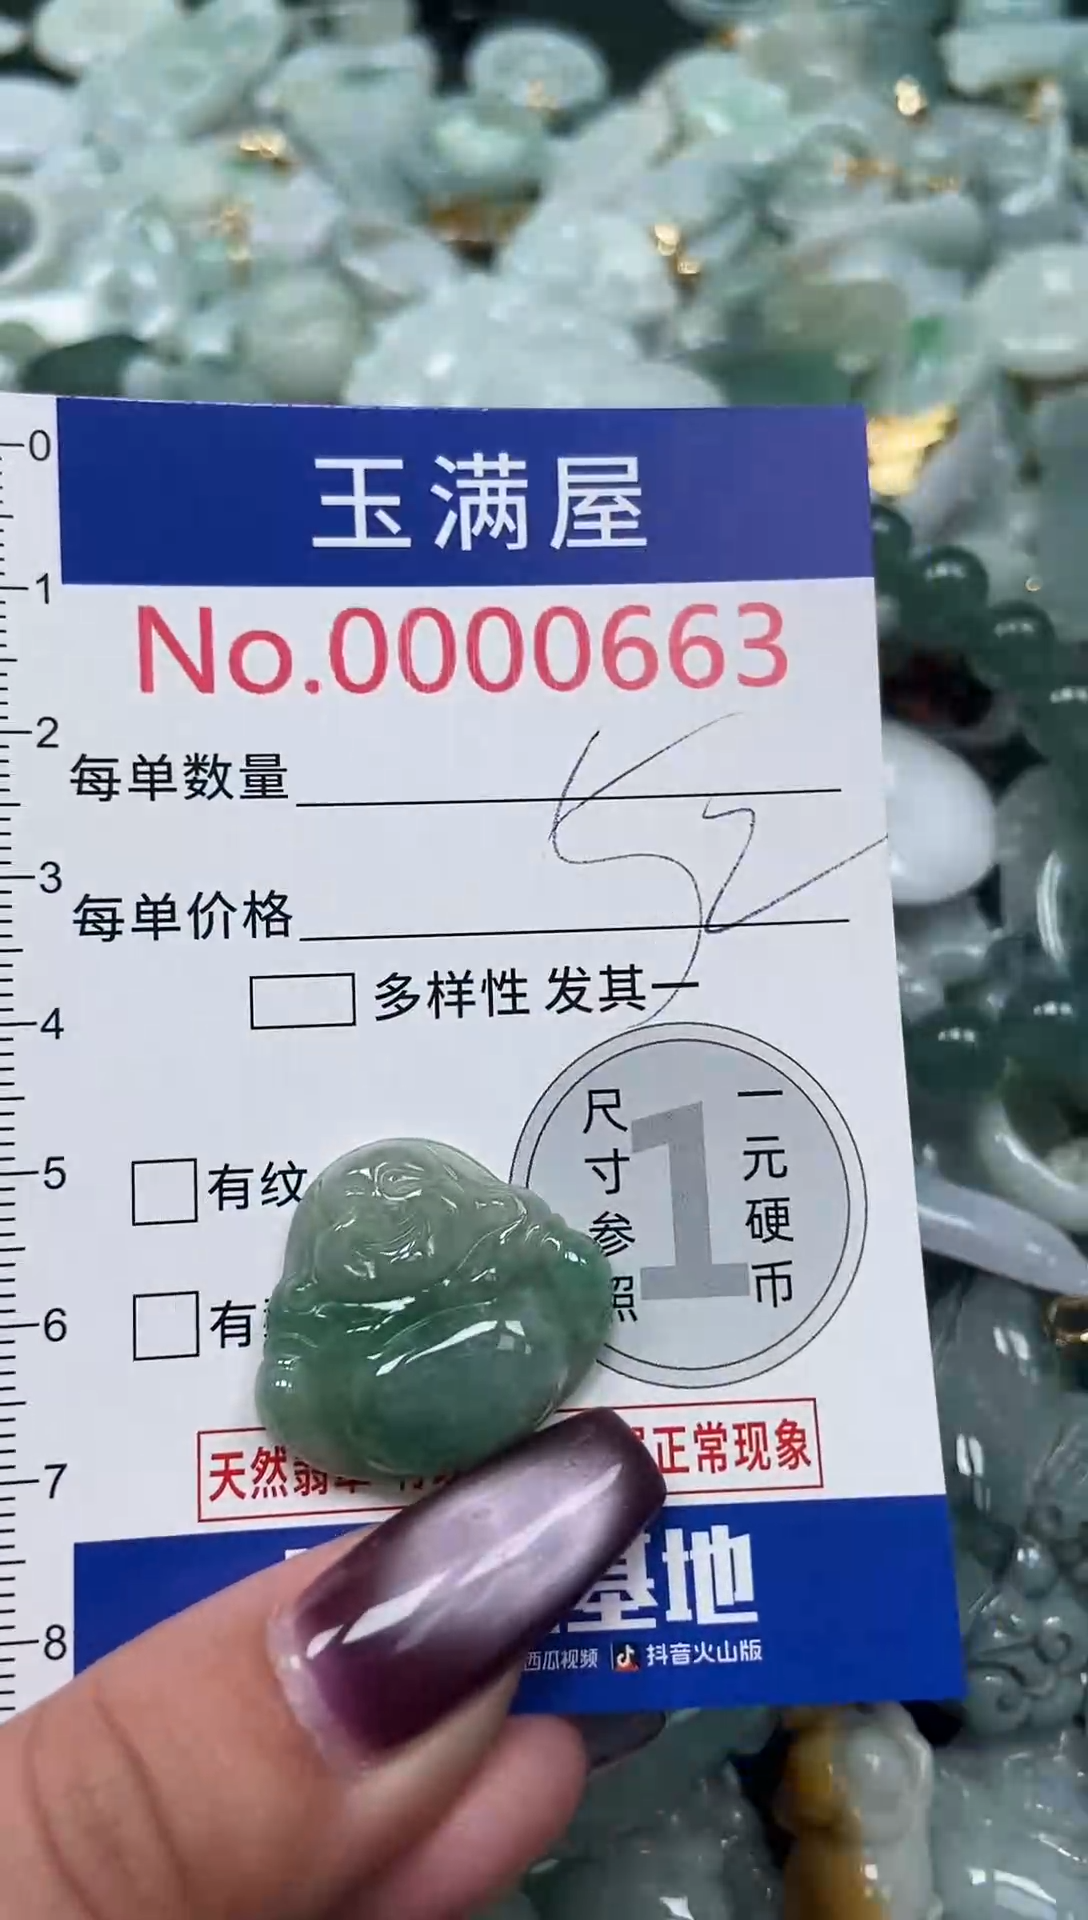 0
玉满屋
1
No.0000663
2
每单数量
3
每单价格
多样性 发其一
4
尺寸参照
1
一元硬币
5
有纹
6
有
天然翡翠
正常现象
7
基地
8
西瓜视频 抖音火山版